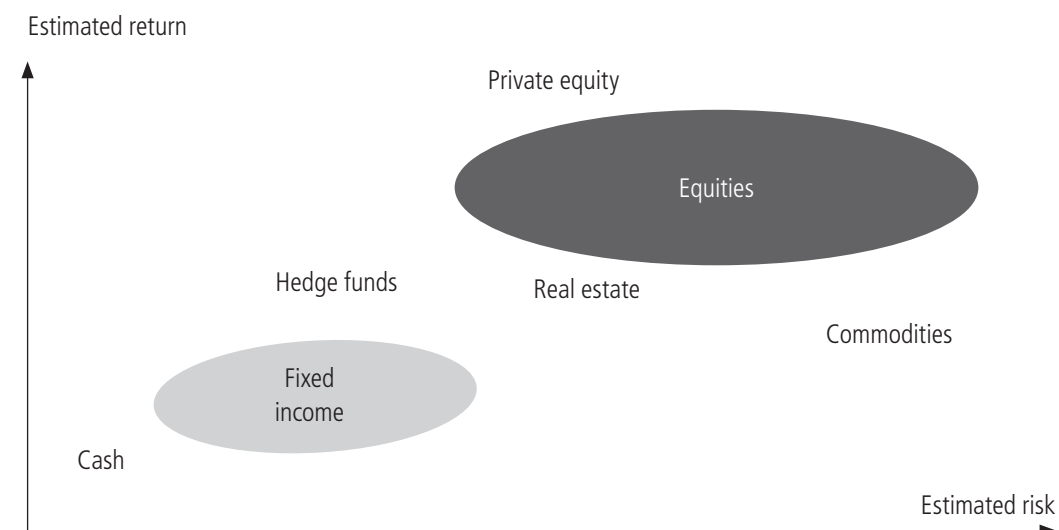 Estimated return
Private equity
Equities
Hedge funds
Real estate
Commodities
Fixed
income
Cash
Estimated risk